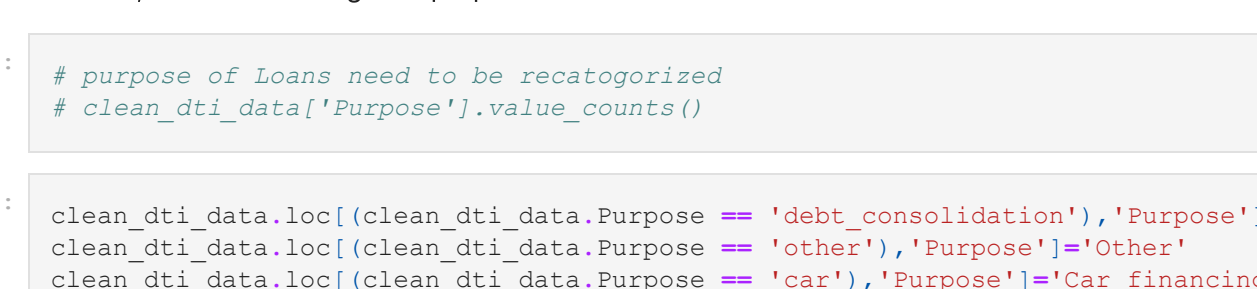 :
# purpose of Loans need to be recatogorized
# clean_dti_data['Purpose'].value_counts()
:
clean_dti_data.loc[(clean_dti_data.Purpose == 'debt_consolidation'),'Purpose']
clean_dti_data.loc[(clean_dti_data.Purpose == 'other'),'Purpose']='Other'
clean_dti_data.loc[(clean_dti_data.Purpose == 'car'),'Purpose']='Car financing